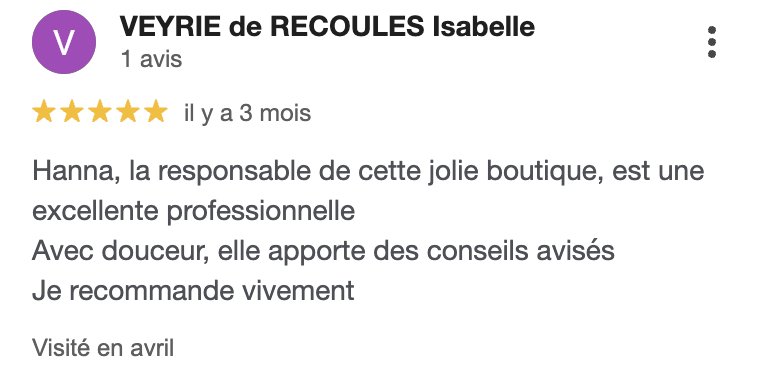 V
VEYRIE de RECOULES Isabelle
1 avis
il y a 3 mois
Hanna, la responsable de cette jolie boutique, est une
excellente professionnelle
Avec douceur, elle apporte des conseils avisés
Je recommande vivement
Visité en avril